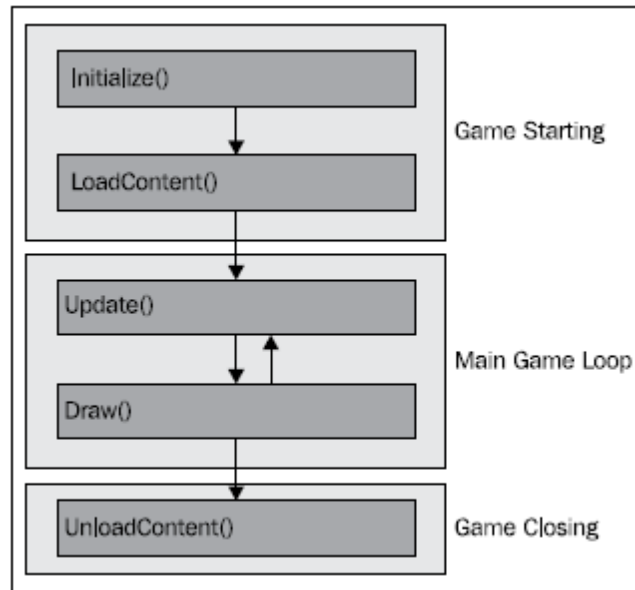 Initialize()
Game Starting
LoadContent()
Update()
Main Game Loop
Draw()
UnloadContent()
Game Closing